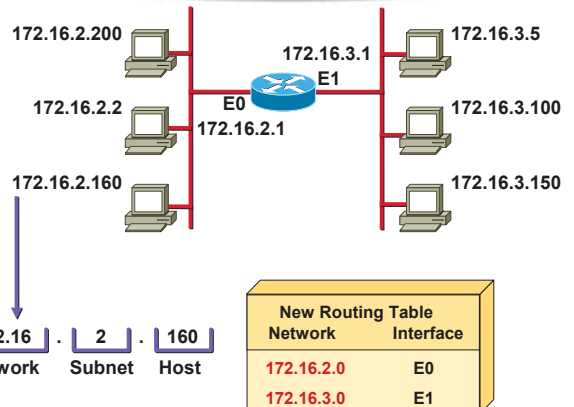 172.16.2.200
172.16.3.1
172.16.3.5
E1
E0
172.16.2.2
172.16.2.1
172.16.3.100
172.16.2.160
172.16.3.150
2.16 . 2 . 160
work Subnet Host
New Routing Table
Network Interface
172.16.2.0 E0
172.16.3.0 E1